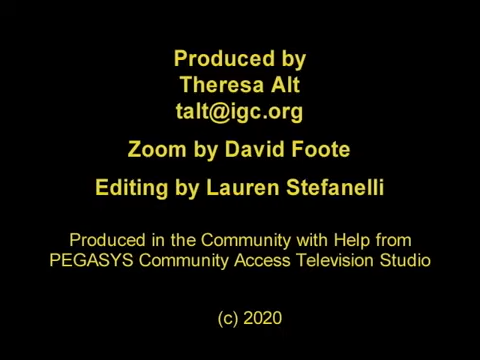 Produced by
Theresa Alt
talt@igc.org
Zoom by David Foote
Editing by Lauren Stefanelli
Produced in the Community with Help from
PEGASYS Community Access Television Studio
(c) 2020